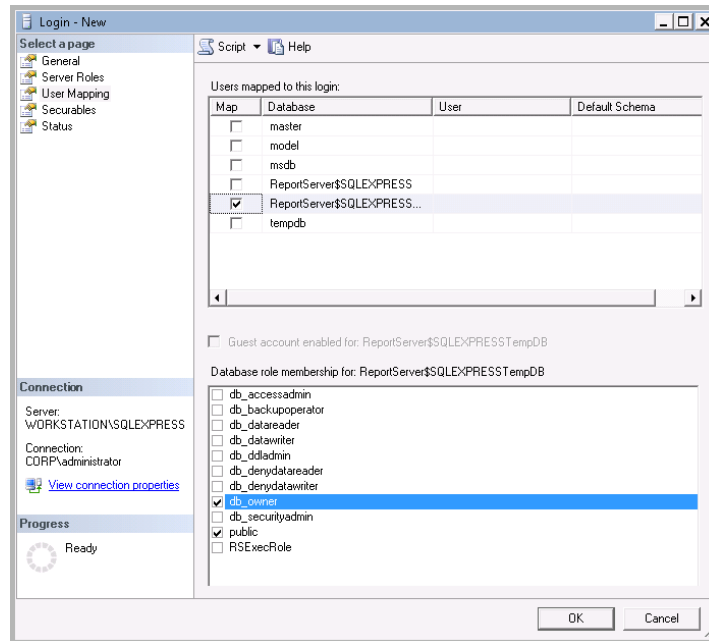 Login - New
Select a page
General
Server Roles
User Mapping
Securables
Status
Script Help
Users mapped to this login:
Map Database User Default Schema
master
model
msdb
ReportServer$SQLEXPRESS
ReportServer$SQLEXPRESS...
tempdb
Guest account enabled for: ReportServer$SQLEXPRESSTempDB
Database role membership for: ReportServer$SQLEXPRESSTempDB
db_accessadmin
db_backupoperator
db_datareader
db_datawriter
db_ddladmin
db_denydatareader
db_denydatawriter
db_owner
db_securityadmin
public
RSExecRole
Connection
Server:
WORKSTATION\SQLEXPRESS
Connection:
CORP\administrator
View connection properties
Progress
Ready
OK Cancel